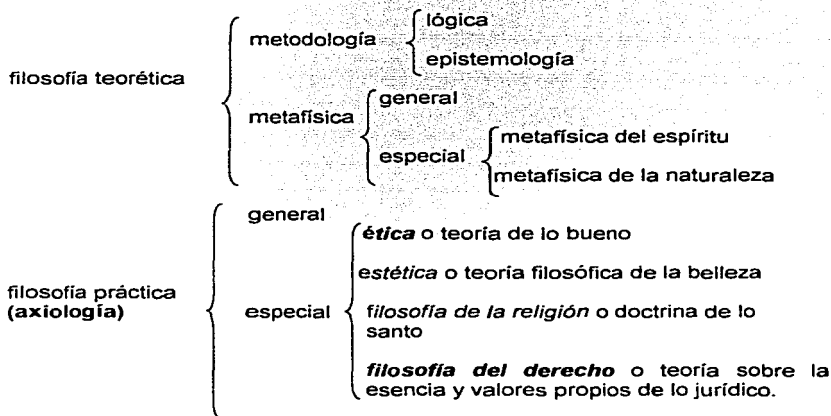 filosofía teorética
metodología
lógica
epistemología
metafísica
general
especial
metafísica del espíritu
metafísica de la naturaleza
filosofía práctica
(axiología)
general
especial
ética o teoría de lo bueno
estética o teoría filosófica de la belleza
filosofía de la religión o doctrina de lo
santo
filosofía del derecho o teoría sobre la
esencia y valores propios de lo jurídico.